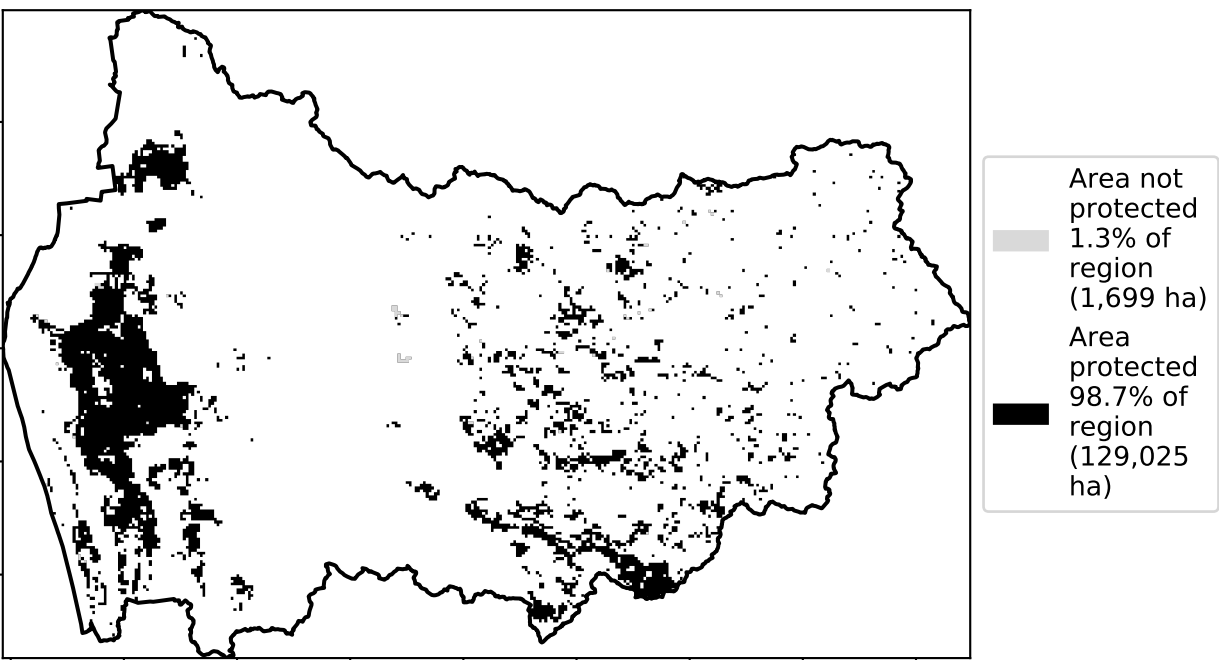 Area not
protected
1.3% of
region
(1,699 ha)
Area
protected
98.7% of
region
(129,025
ha)